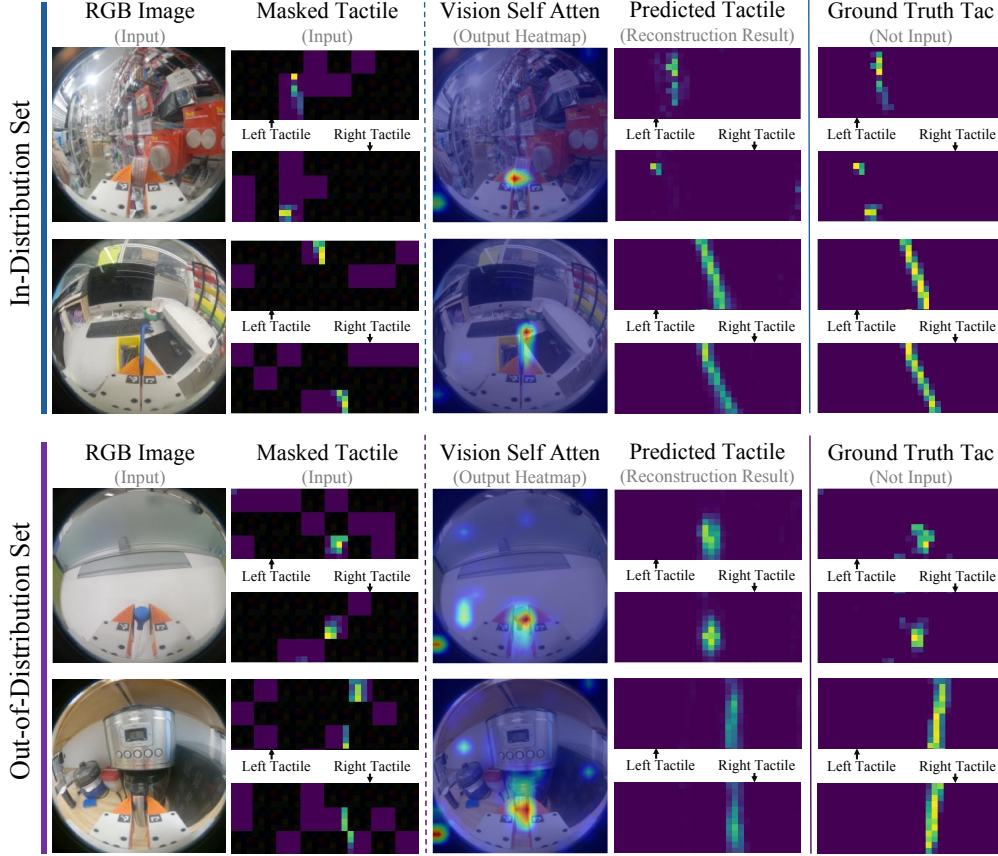 RGB Image
(Input)
Masked Tactile
(Input)
Vision Self Atten
(Output Heatmap)
Predicted Tactile
(Reconstruction Result)
Ground Truth Tac
(Not Input)
In-Distribution Set
Left Tactile
Right Tactile
Left Tactile
Right Tactile
Left Tactile
Right Tactile
Left Tactile
Right Tactile
Left Tactile
Right Tactile
Left Tactile
Right Tactile
RGB Image
(Input)
Masked Tactile
(Input)
Vision Self Atten
(Output Heatmap)
Predicted Tactile
(Reconstruction Result)
Ground Truth Tac
(Not Input)
Out-of-Distribution Set
Left Tactile
Right Tactile
Left Tactile
Right Tactile
Left Tactile
Right Tactile
Left Tactile
Right Tactile
Left Tactile
Right Tactile
Left Tactile
Right Tactile